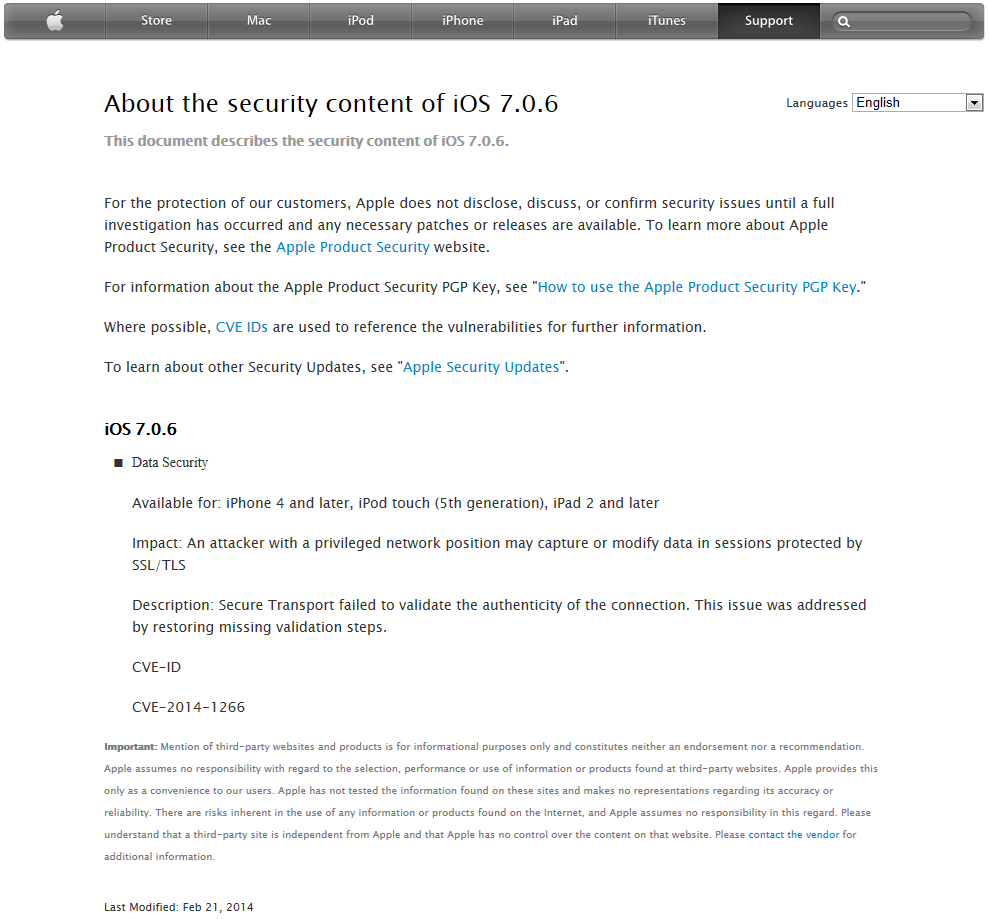 Store Mac iPod iPhone iPad iTunes Support
About the security content of iOS 7.0.6
Languages English
This document describes the security content of iOS 7.0.6.
For the protection of our customers, Apple does not disclose, discuss, or confirm security issues until a full
investigation has occurred and any necessary patches or releases are available. To learn more about Apple
Product Security, see the Apple Product Security website.
For information about the Apple Product Security PGP Key, see "How to use the Apple Product Security PGP Key."
Where possible, CVE IDs are used to reference the vulnerabilities for further information.
To learn about other Security Updates, see "Apple Security Updates".
iOS 7.0.6
■ Data Security
Available for: iPhone 4 and later, iPod touch (5th generation), iPad 2 and later
Impact: An attacker with a privileged network position may capture or modify data in sessions protected by
SSL/TLS
Description: Secure Transport failed to validate the authenticity of the connection. This issue was addressed
by restoring missing validation steps.
CVE-ID
CVE-2014-1266
Important: Mention of third-party websites and products is for informational purposes only and constitutes neither an endorsement nor a recommendation.
Apple assumes no responsibility with regard to the selection, performance or use of information or products found at third-party websites. Apple provides this
only as a convenience to our users. Apple has not tested the information found on these sites and makes no representations regarding its accuracy or
reliability. There are risks inherent in the use of any information or products found on the Internet, and Apple assumes no responsibility in this regard. Please
understand that a third-party site is independent from Apple and that Apple has no control over the content on that website. Please contact the vendor for
additional information.
Last Modified: Feb 21, 2014